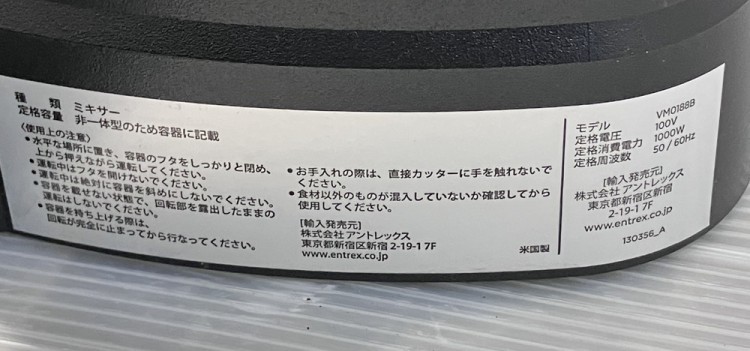 種　類　ミキサー
定格容量　非一体型のため容器に記載
〈使用上の注意〉
●水平な場所に置き、容器のフタをしっかりと閉め、
上から押えながら運転してください。
●運転中はフタを開けないでください。
●運転中は絶対に容器を斜めにしないでください。
●容器を載せない状態で、回転部を露出したままの
運転はしないでください。
●容器を持ち上げる際は、
回転が完全に止まってから行なってください。
●お手入れの際は、直接カッターに手を触れないで
ください。
●食材以外のものが混入していないか確認してから
使用してください。
[輸入発売元]
株式会社アントレックス
東京都新宿区新宿 2-19-1 7F
www.entrex.co.jp
米国製
モデル　VM0188B
定格電圧　100V
定格消費電力　1000W
定格周波数　50 / 60Hz
[輸入発売元]
株式会社アントレックス
東京都新宿区新宿
2-19-1 7F
www.entrex.co.jp
130356_A